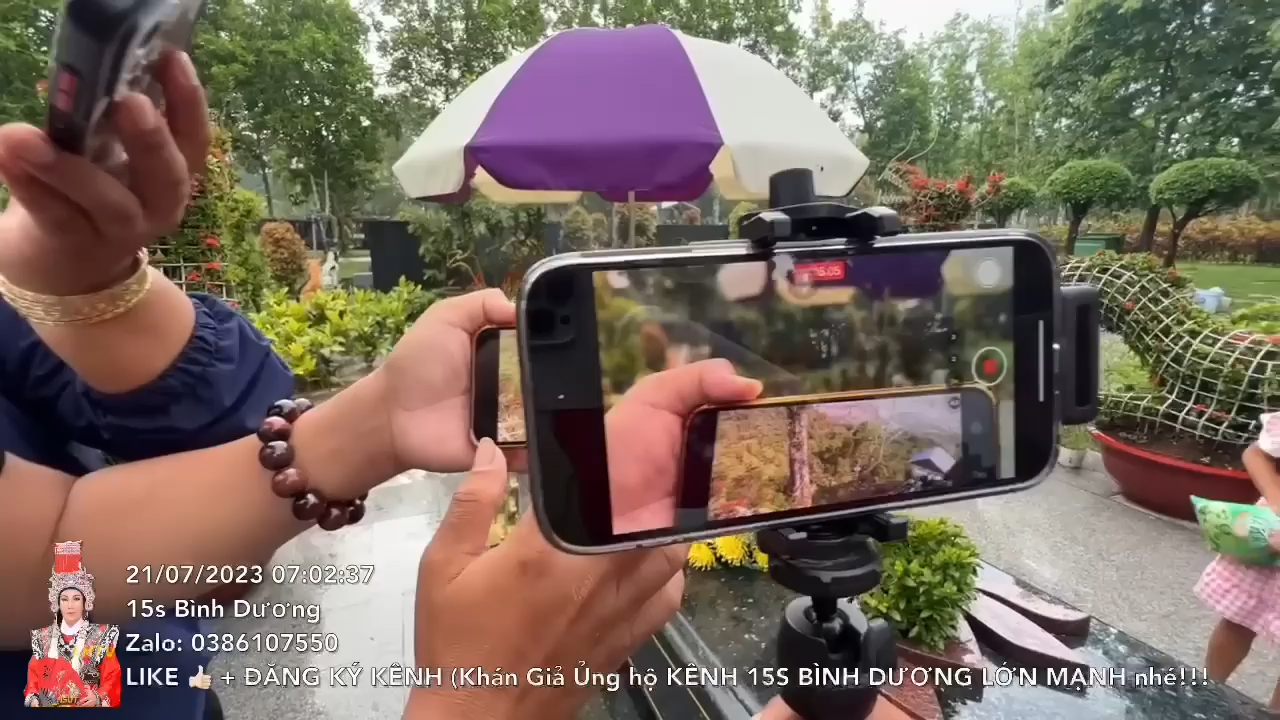 21/07/2023 07:02:37
15s Bình Dương
Zalo: 0386107550
LIKE 👍🏻 + ĐĂNG KÝ KÊNH (Khán Giả Ủng hộ KÊNH 15S BÌNH DƯƠNG LỚN MẠNH nhé!!!